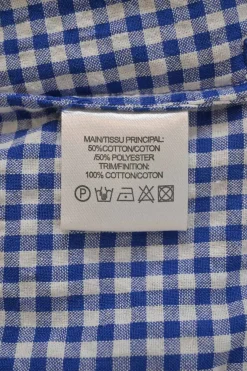 MAIN/TISSU PRINCIPAL:
50%COTTON/COTON
/50% POLYESTER
TRIM/FINITION:
100% COTTON/COTON
P